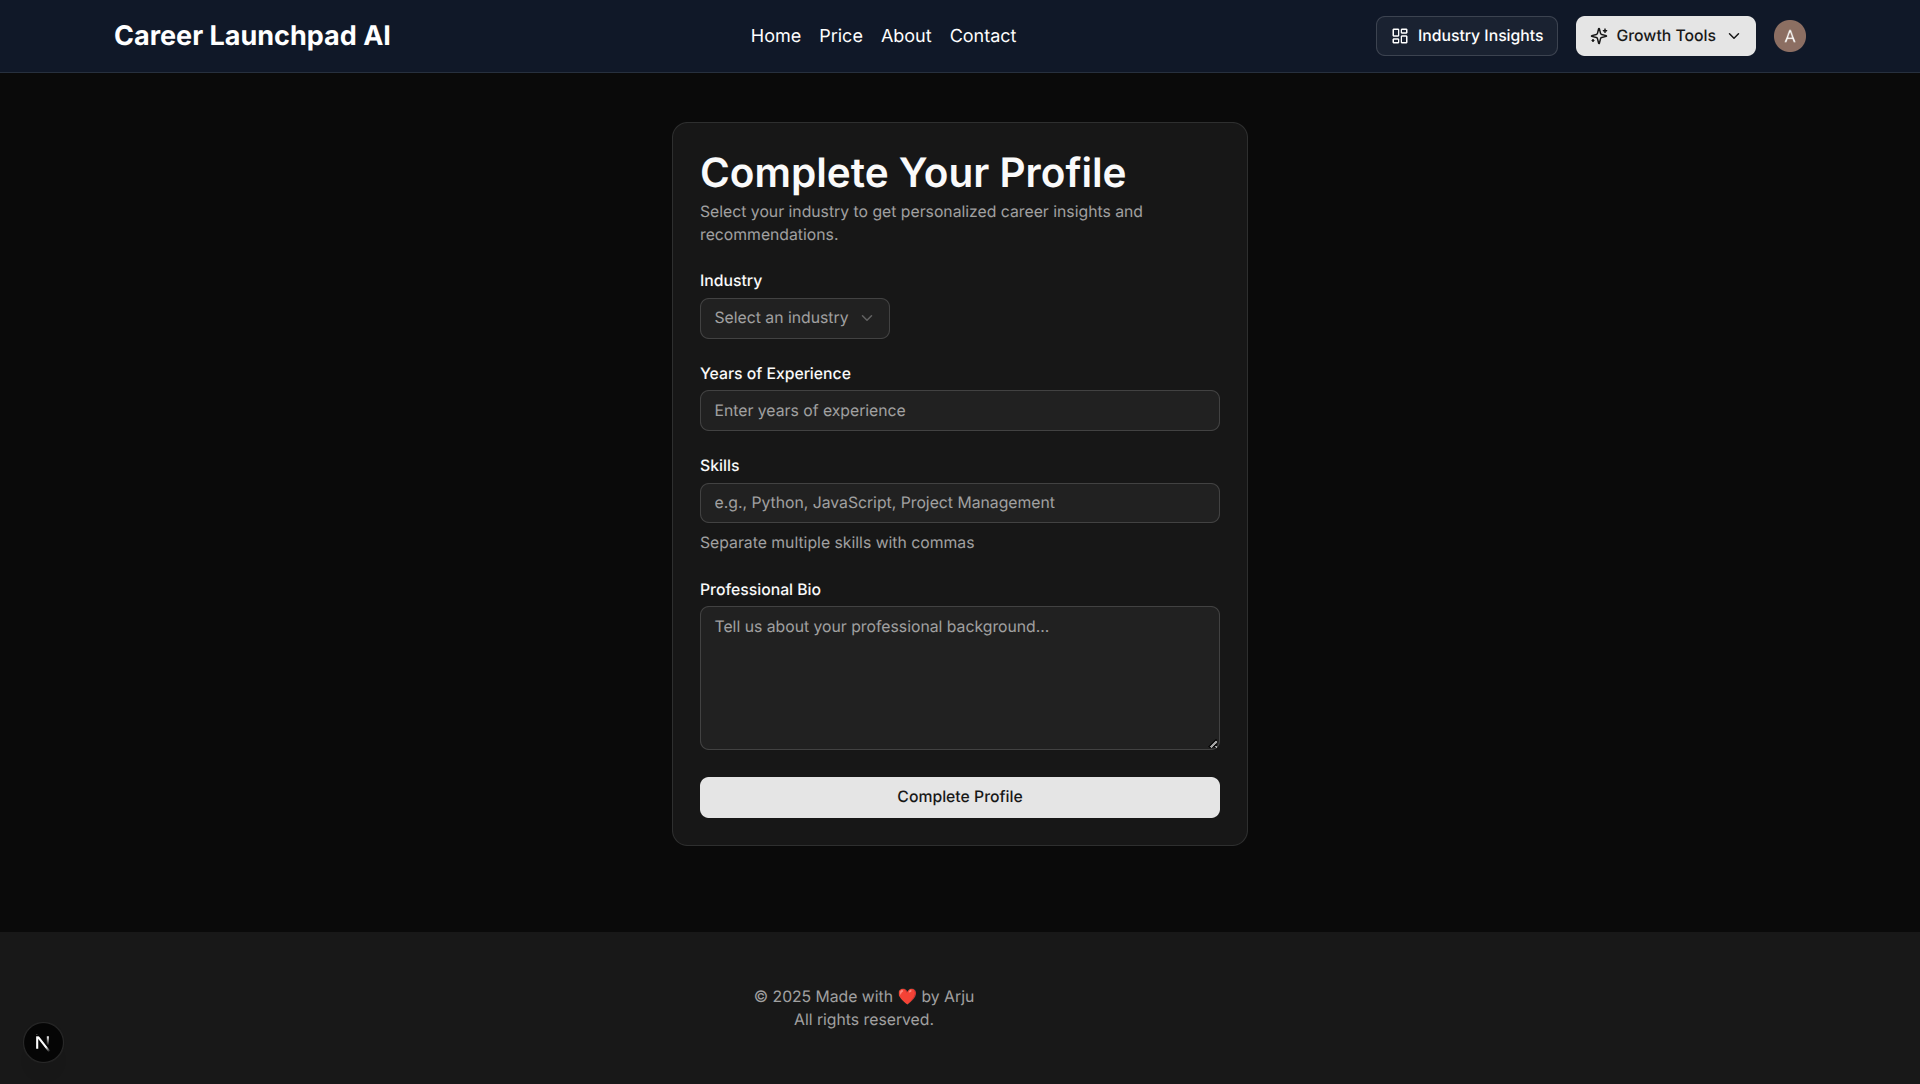 Career Launchpad AI
Home Price About Contact
Industry Insights
Growth Tools
A
Complete Your Profile
Select your industry to get personalized career insights and
recommendations.
Industry
Select an industry
Years of Experience
Enter years of experience
Skills
e.g., Python, JavaScript, Project Management
Separate multiple skills with commas
Professional Bio
Tell us about your professional background...
Complete Profile
© 2025 Made with ❤️ by Arju
All rights reserved.
N